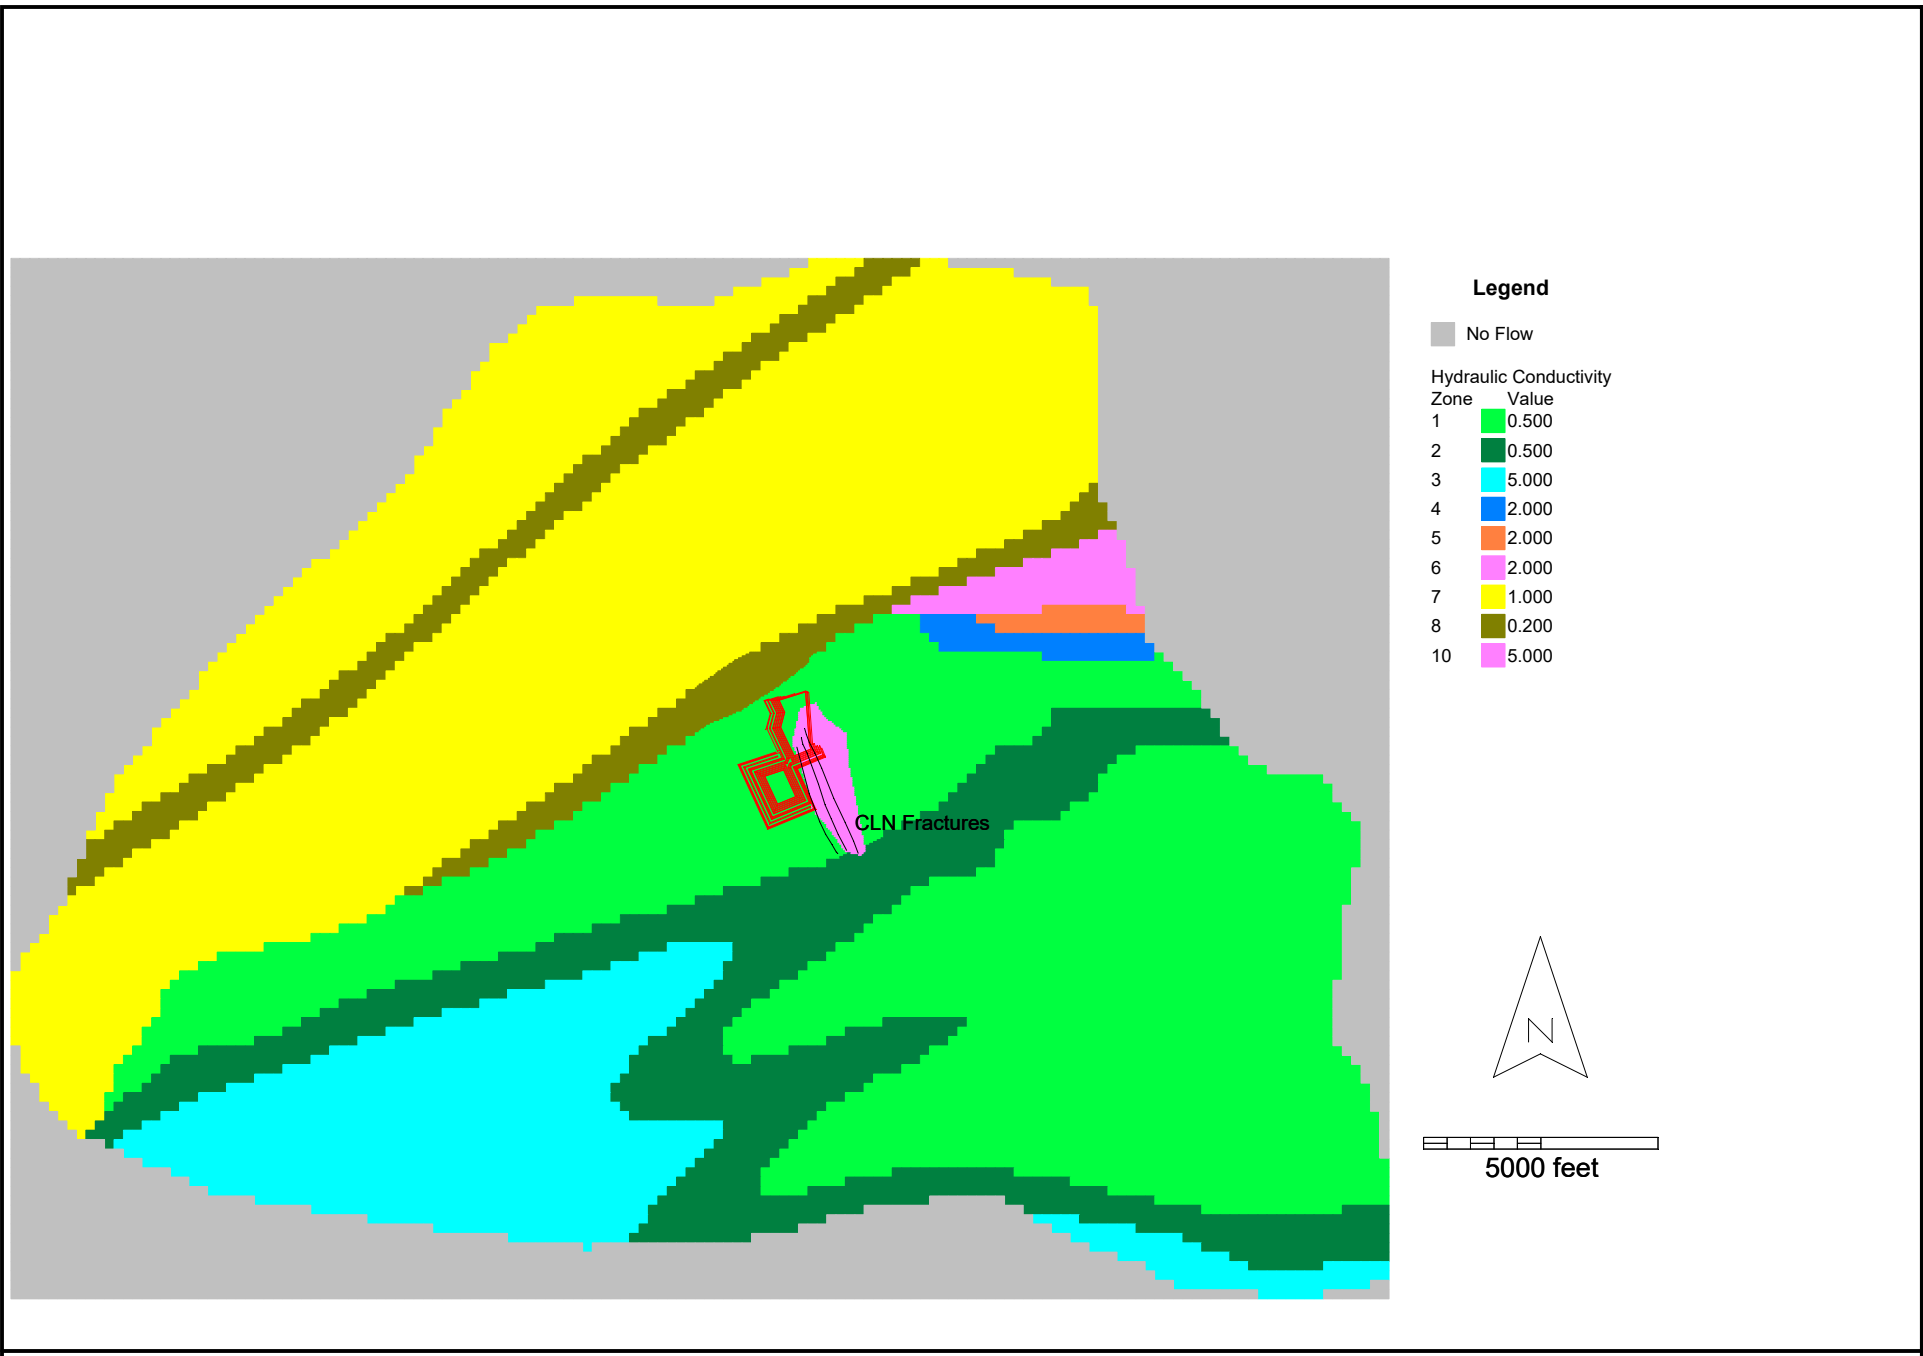 Legend
No Flow
Hydraulic Conductivity
Zone Value
1 0.500
2 0.500
3 5.000
4 2.000
5 2.000
6 2.000
7 1.000
8 0.200
10 5.000
CLN Fractures
N
5000 feet